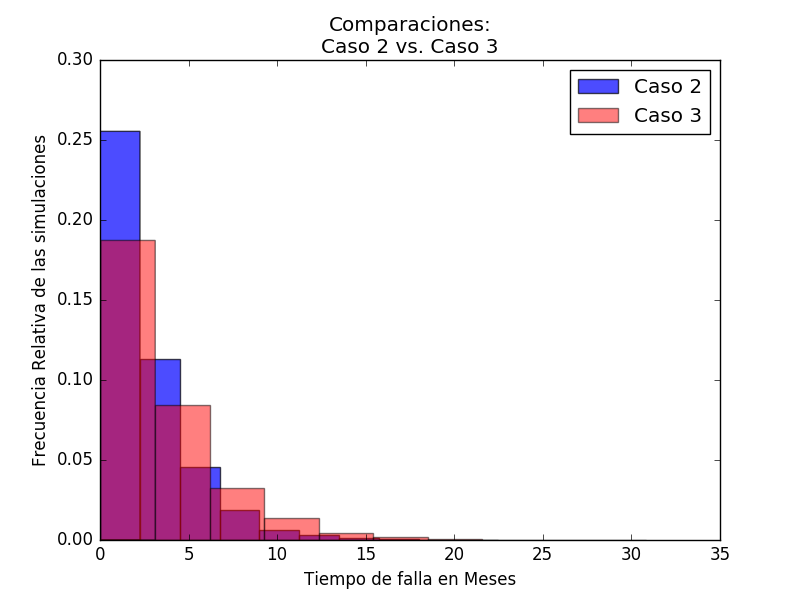 Comparaciones:
Caso 2 vs. Caso 3
Caso 2
Caso 3
Frecuencia Relativa de las simulaciones
0.30
0.25
0.20
0.15
0.10
0.05
0.00
0 5 10 15 20 25 30 35
Tiempo de falla en Meses